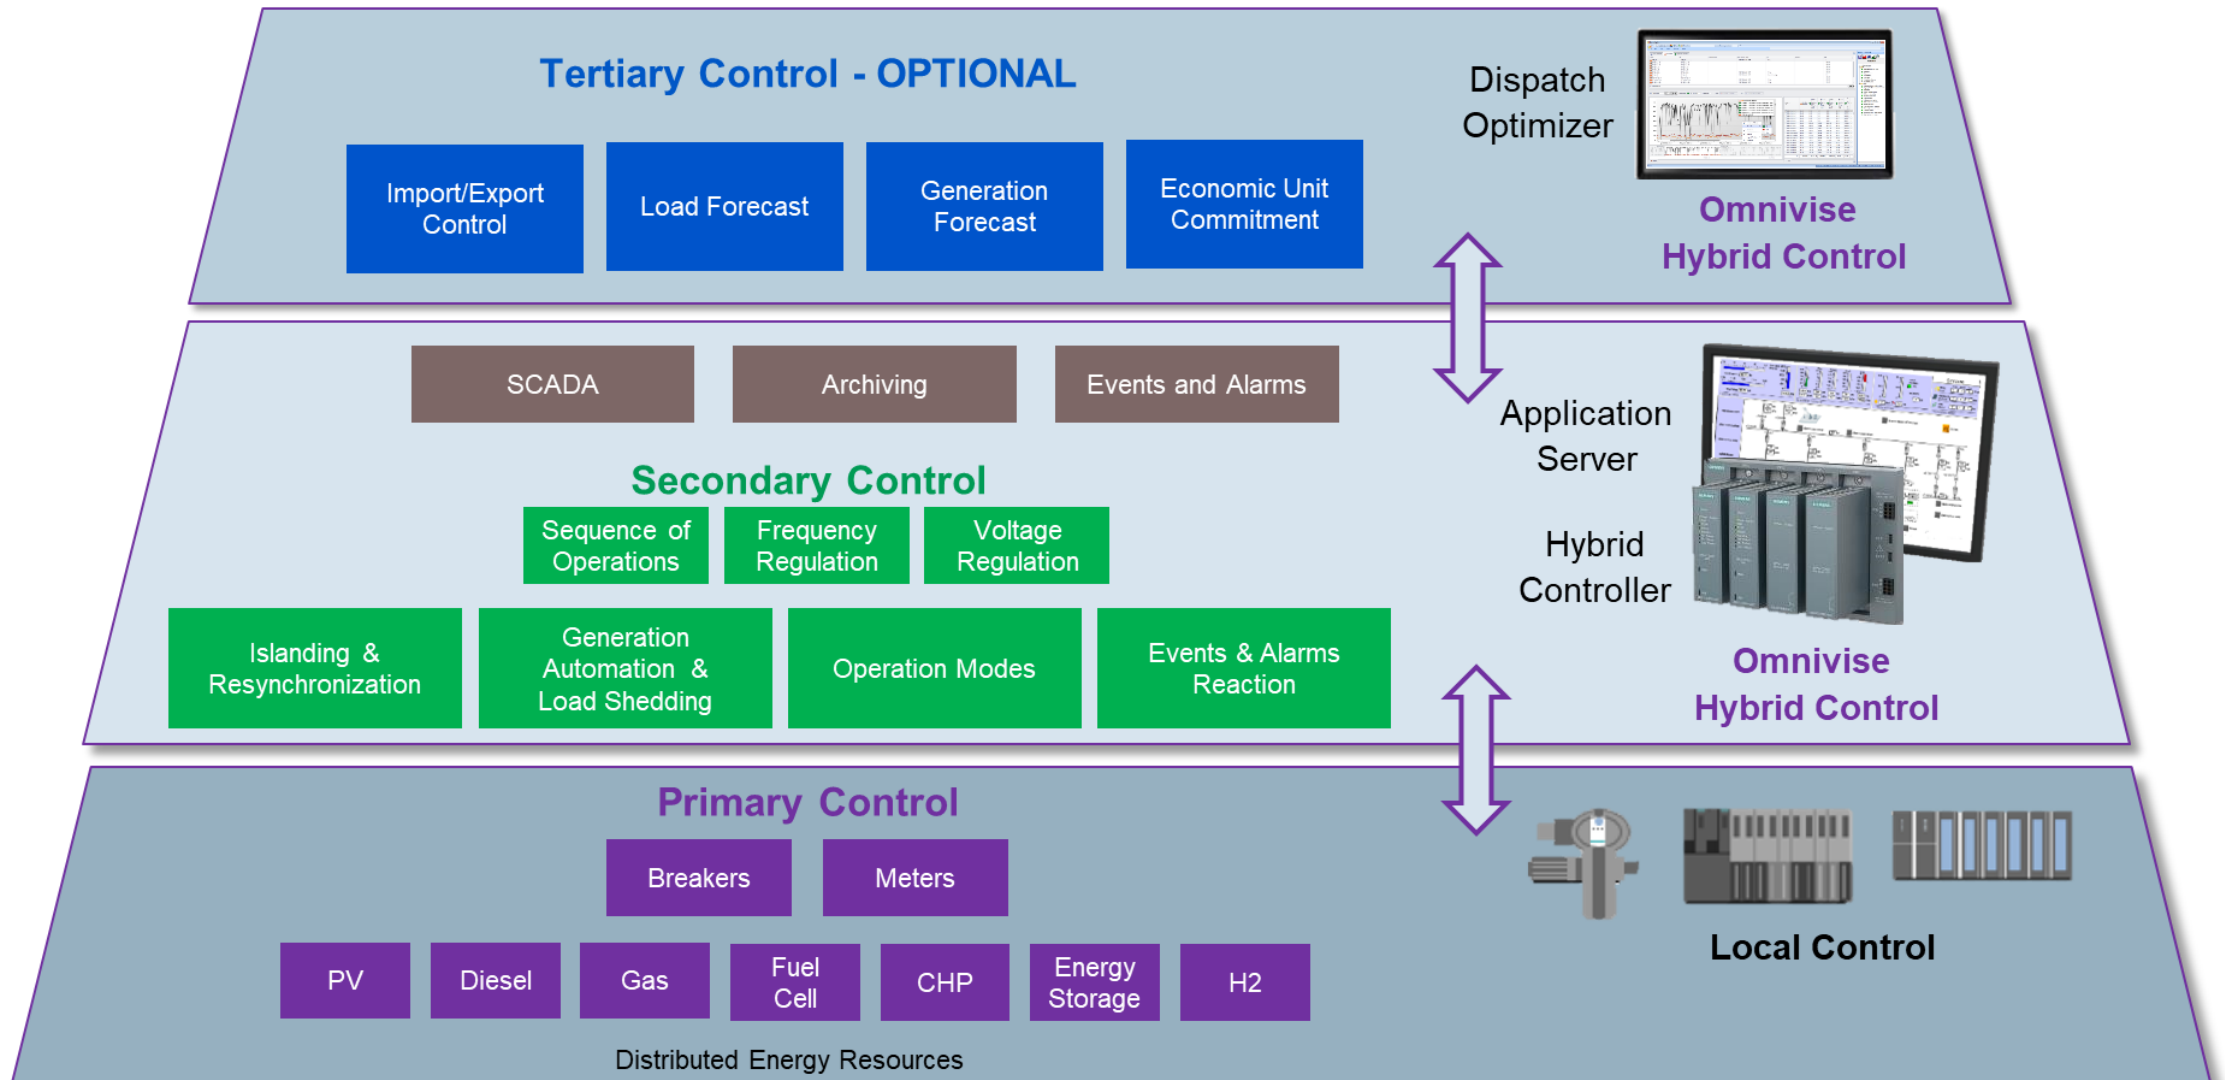 Tertiary Control - OPTIONAL
Dispatch
Optimizer
Import/Export
Control
Load Forecast
Generation
Forecast
Economic Unit
Commitment
Omnivise
Hybrid Control
SCADA
Archiving
Events and Alarms
Application
Server
Secondary Control
Sequence of
Operations
Frequency
Regulation
Voltage
Regulation
Hybrid
Controller
Islanding &
Resynchronization
Generation
Automation &
Load Shedding
Operation Modes
Events & Alarms
Reaction
Omnivise
Hybrid Control
Primary Control
Breakers
Meters
Local Control
PV
Diesel
Gas
Fuel
Cell
CHP
Energy
Storage
H2
Distributed Energy Resources